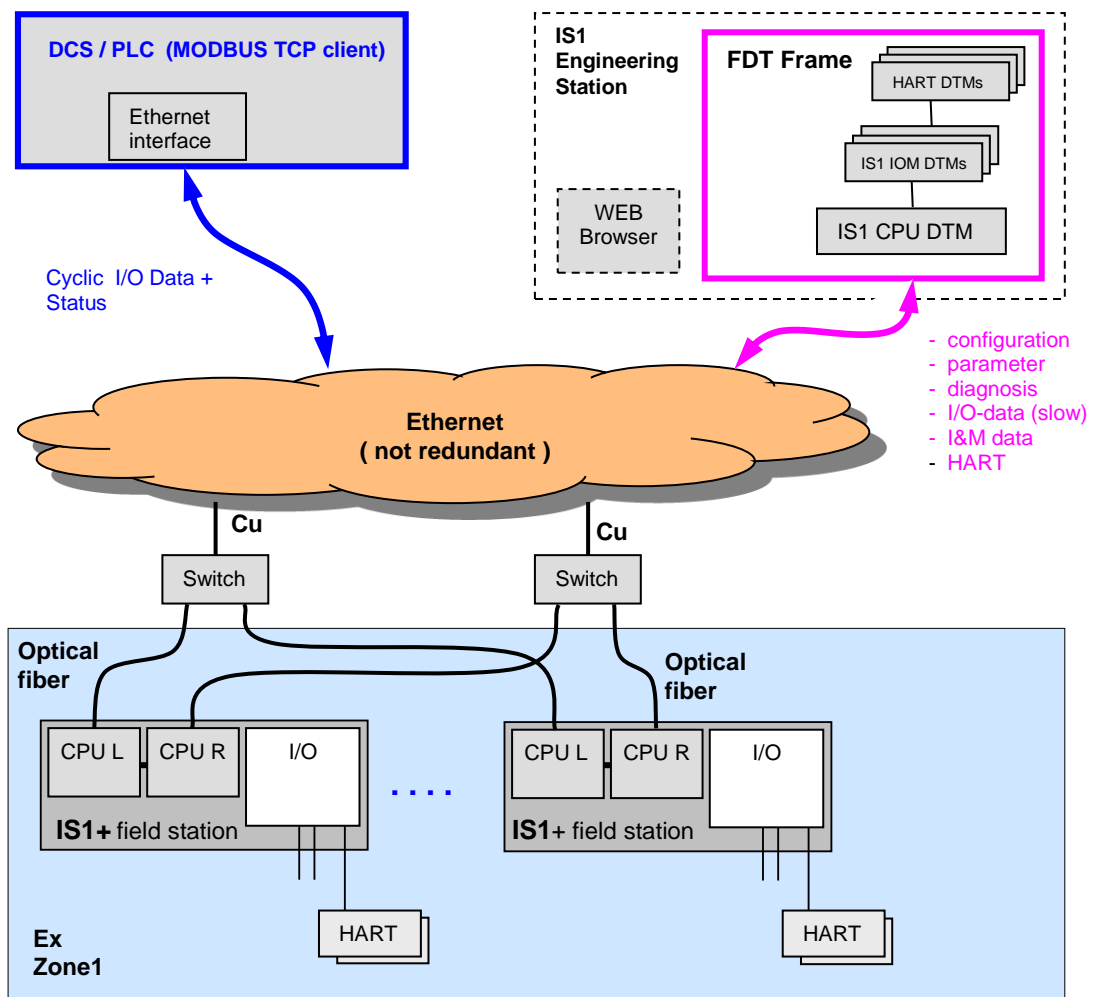 DCS / PLC  (MODBUS TCP client)
Ethernet
interface
IS1
Engineering
Station
FDT Frame
HART DTMs
IS1 IOM DTMs
IS1 CPU DTM
WEB
Browser
Cyclic  I/O Data +
Status
-  configuration
-  parameter
-  diagnosis
-  I/O-data (slow)
-  I&M data
-  HART
Ethernet
( not redundant )
Cu
Cu
Switch
Switch
Optical
fiber
Optical
fiber
CPU L
CPU R
I/O
IS1+ field station
. . . .
CPU L
CPU R
I/O
IS1+ field station
HART
HART
Ex
Zone1